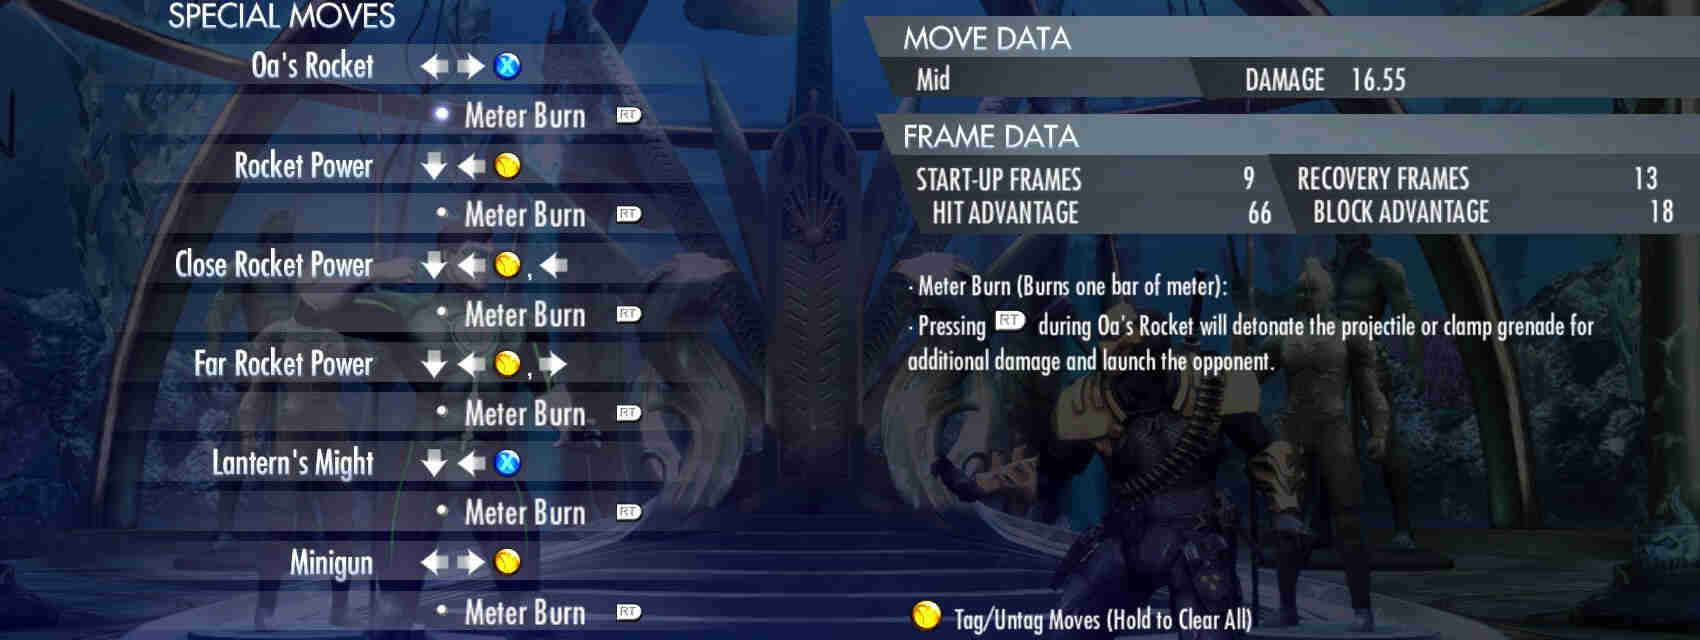 SPECIAL MOVES
Oa's Rocket X
Meter Burn RT
Rocket Power Y
Meter Burn RT
Close Rocket Power Y ,
Meter Burn RT
Far Rocket Power Y ,
Meter Burn RT
Lantern's Might X
Meter Burn RT
Minigun Y
Meter Burn RT
MOVE DATA
Mid DAMAGE 16.55
FRAME DATA
START-UP FRAMES 9 RECOVERY FRAMES 13
HIT ADVANTAGE 66 BLOCK ADVANTAGE 18
· Meter Burn (Burns one bar of meter):
· Pressing RT during Oa's Rocket will detonate the projectile or clamp grenade for
additional damage and launch the opponent.
Y Tag/Untag Moves (Hold to Clear All)